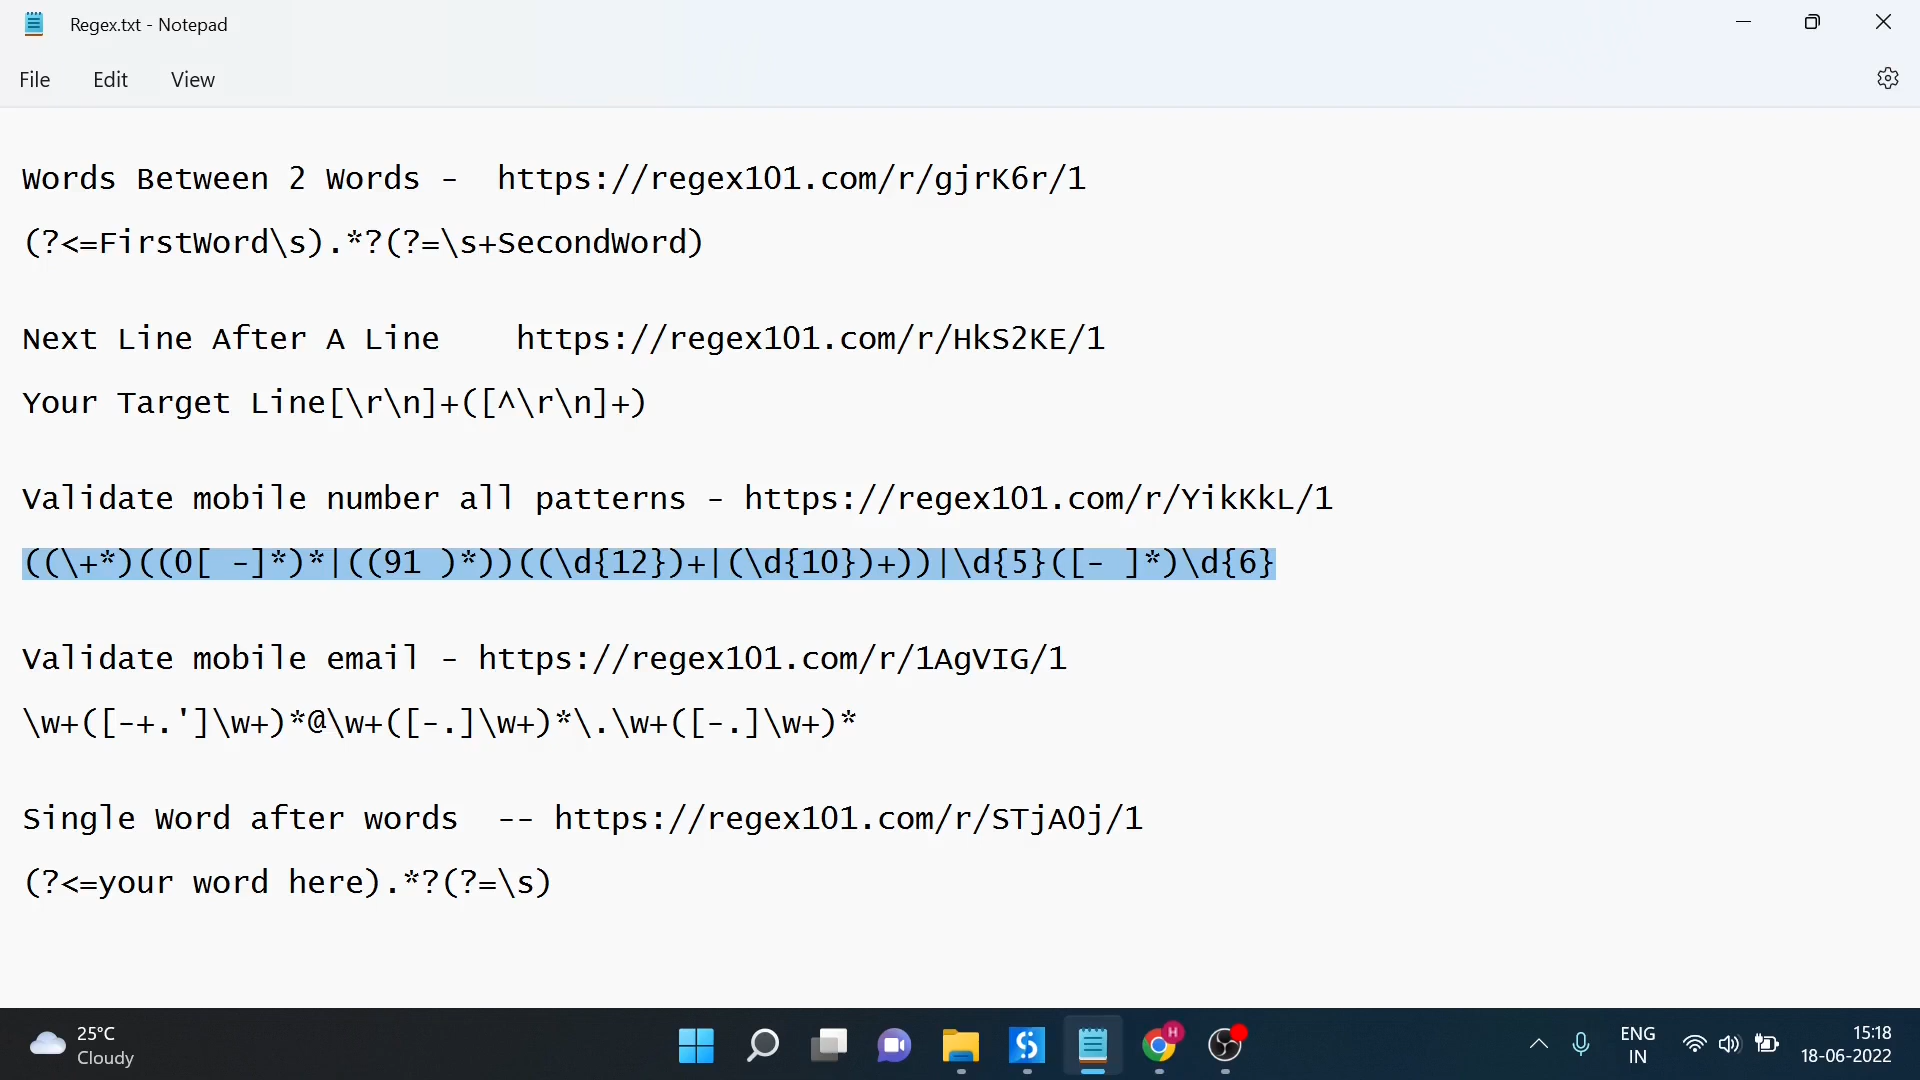 Regex.txt - Notepad
File Edit View
Words Between 2 Words - https://regex101.com/r/gjrK6r/1
(?<=FirstWord\s).*?(?=\s+SecondWord)
Next Line After A Line https://regex101.com/r/HkS2KE/1
Your Target Line[\r\n]+([^\r\n]+)
Validate mobile number all patterns - https://regex101.com/r/YikKkL/1
((\+*)((0[ -]*)*|((91 )*))((\d{12})+|(\d{10})+))|\d{5}([- ]*)\d{6}
Validate mobile email - https://regex101.com/r/1AgVIG/1
\w+([-+.']\w+)*@\w+([-.]\w+)*\.\w+([-.]\w+)*
Single Word after words -- https://regex101.com/r/STjA0j/1
(?<=your word here).*?(?=\s)
25°C
Cloudy
H
ENG
IN
15:18
18-06-2022